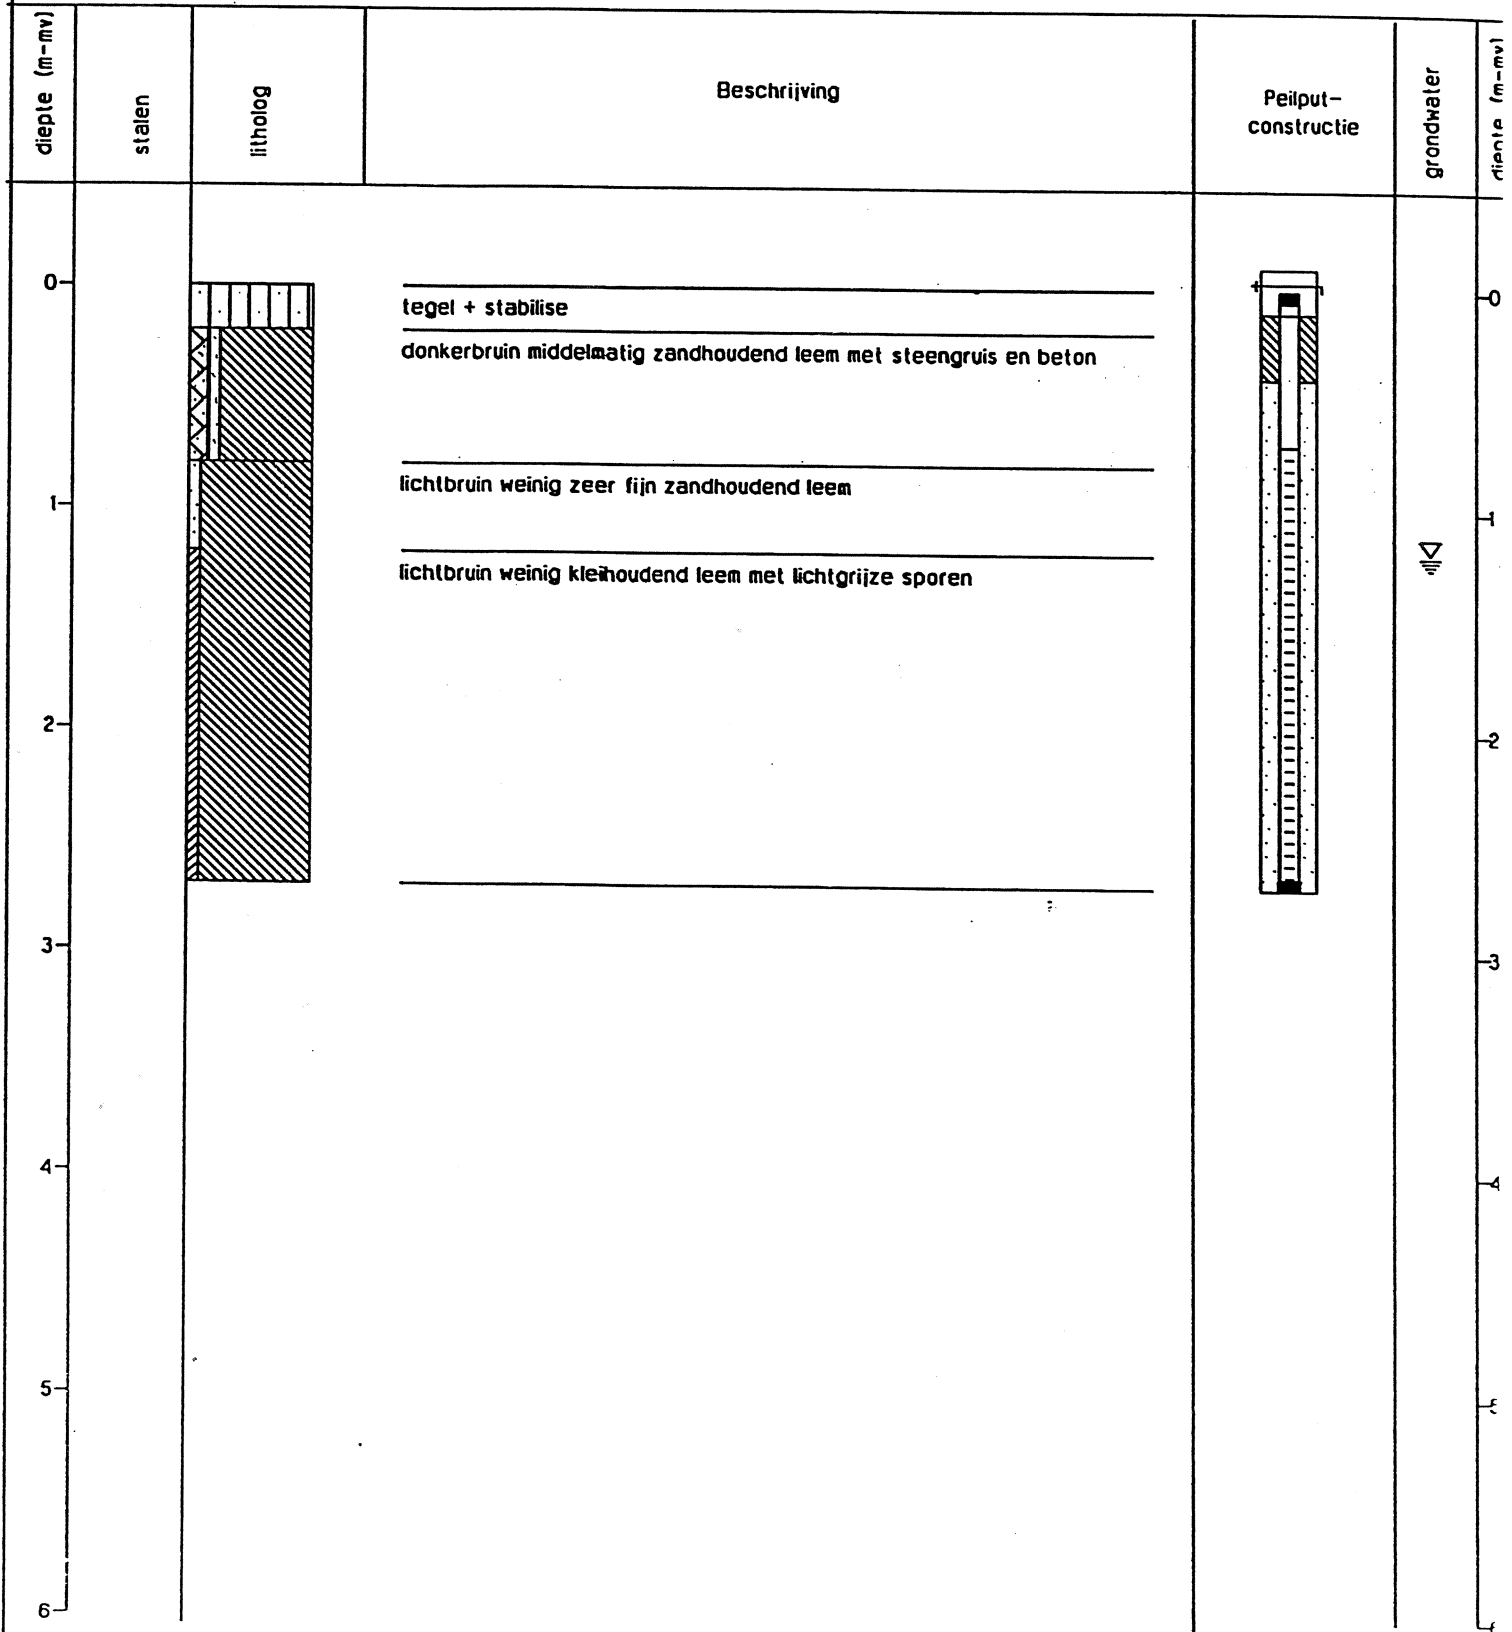 diepte (m-mv)
stalen
litholog
Beschrijving
Peilput-
constructie
grondwater
diepte (m-mv)
0
0
tegel + stabilise
donkerbruin middelmatig zandhoudend leem met steengruis en beton
lichtbruin weinig zeer fijn zandhoudend leem
1
1
lichtbruin weinig kleihoudend leem met lichtgrijze sporen
2
2
3
3
4
4
5
6